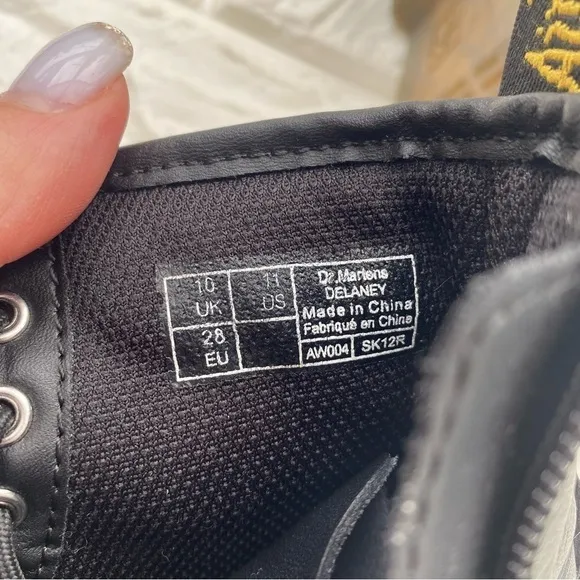 10 UK
11 US
28 EU
Dr.Martens
DELANEY
Made in China
Fabriqué en China
AW004 SK12R